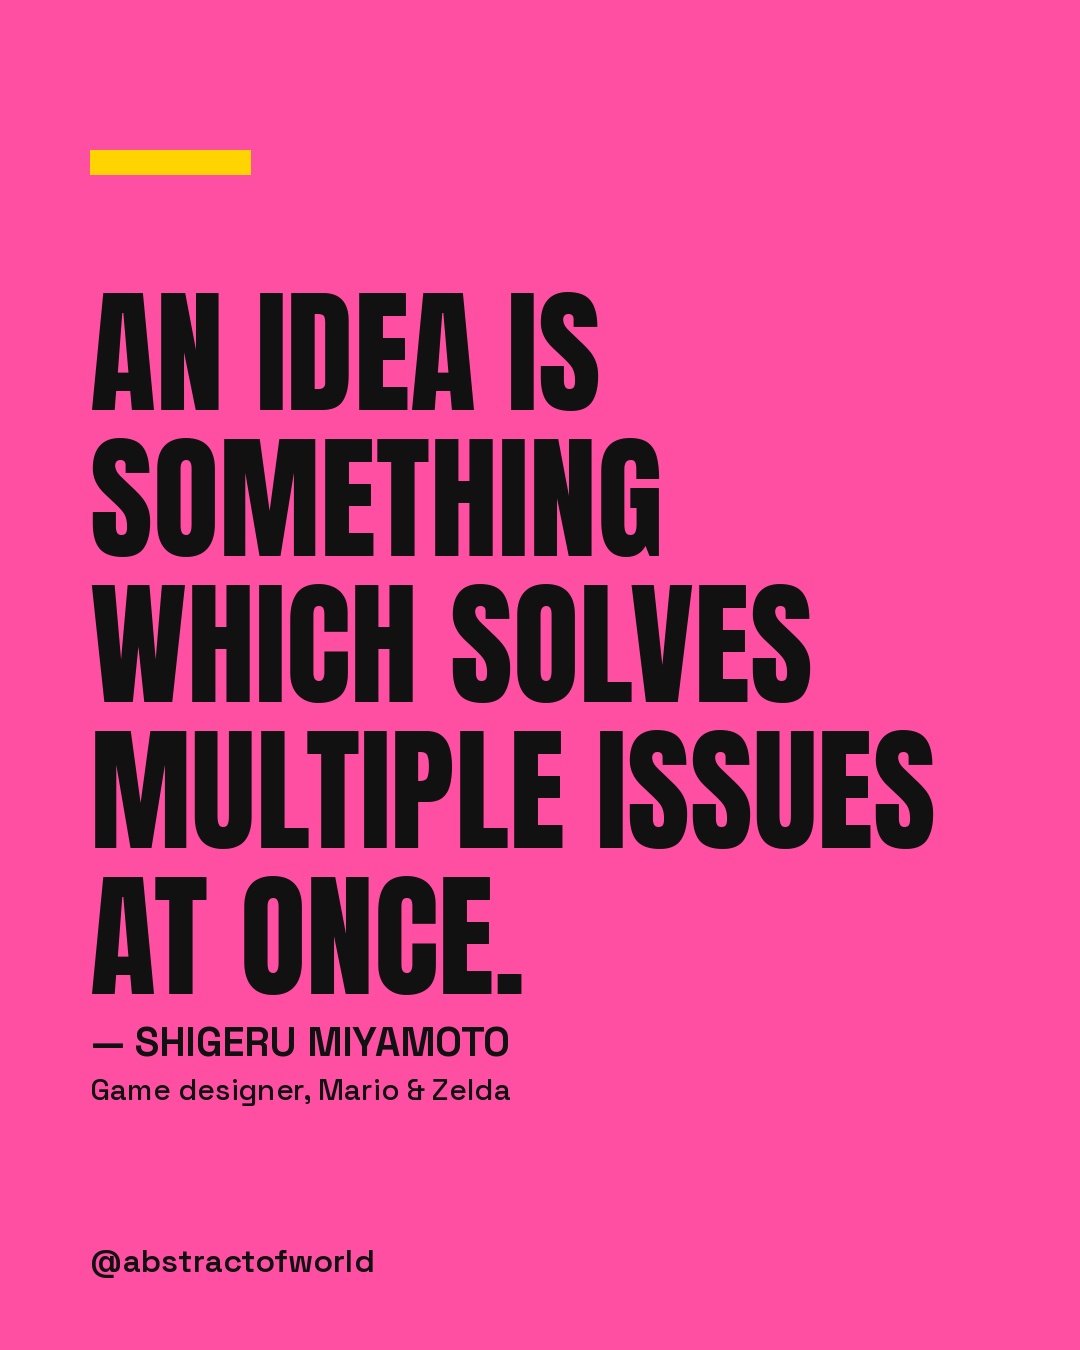 AN IDEA IS
SOMETHING
WHICH SOLVES
MULTIPLE ISSUES
AT ONCE.
— SHIGERU MIYAMOTO
Game designer, Mario & Zelda
@abstractofworld